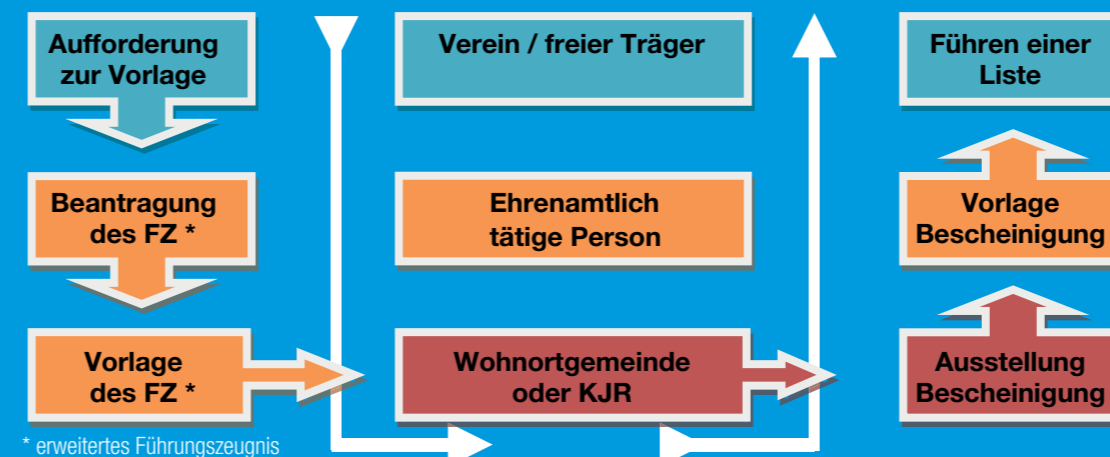 Aufforderung
zur Vorlage
Verein / freier Träger
Führen einer
Liste
Beantragung
des FZ *
Ehrenamtlich
tätige Person
Vorlage
Bescheinigung
Vorlage
des FZ *
Wohnortgemeinde
oder KJR
Ausstellung
Bescheinigung
* erweitertes Führungszeugnis